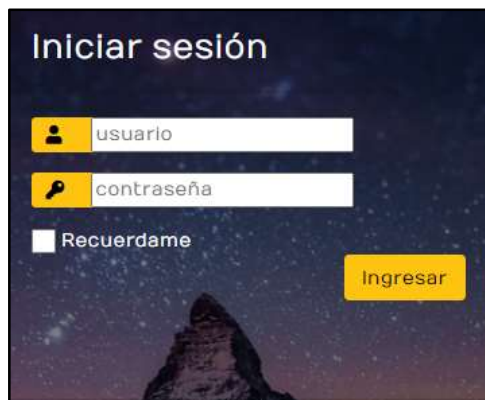 Iniciar sesión
usuario
contraseña
Recuerdame
Ingresar